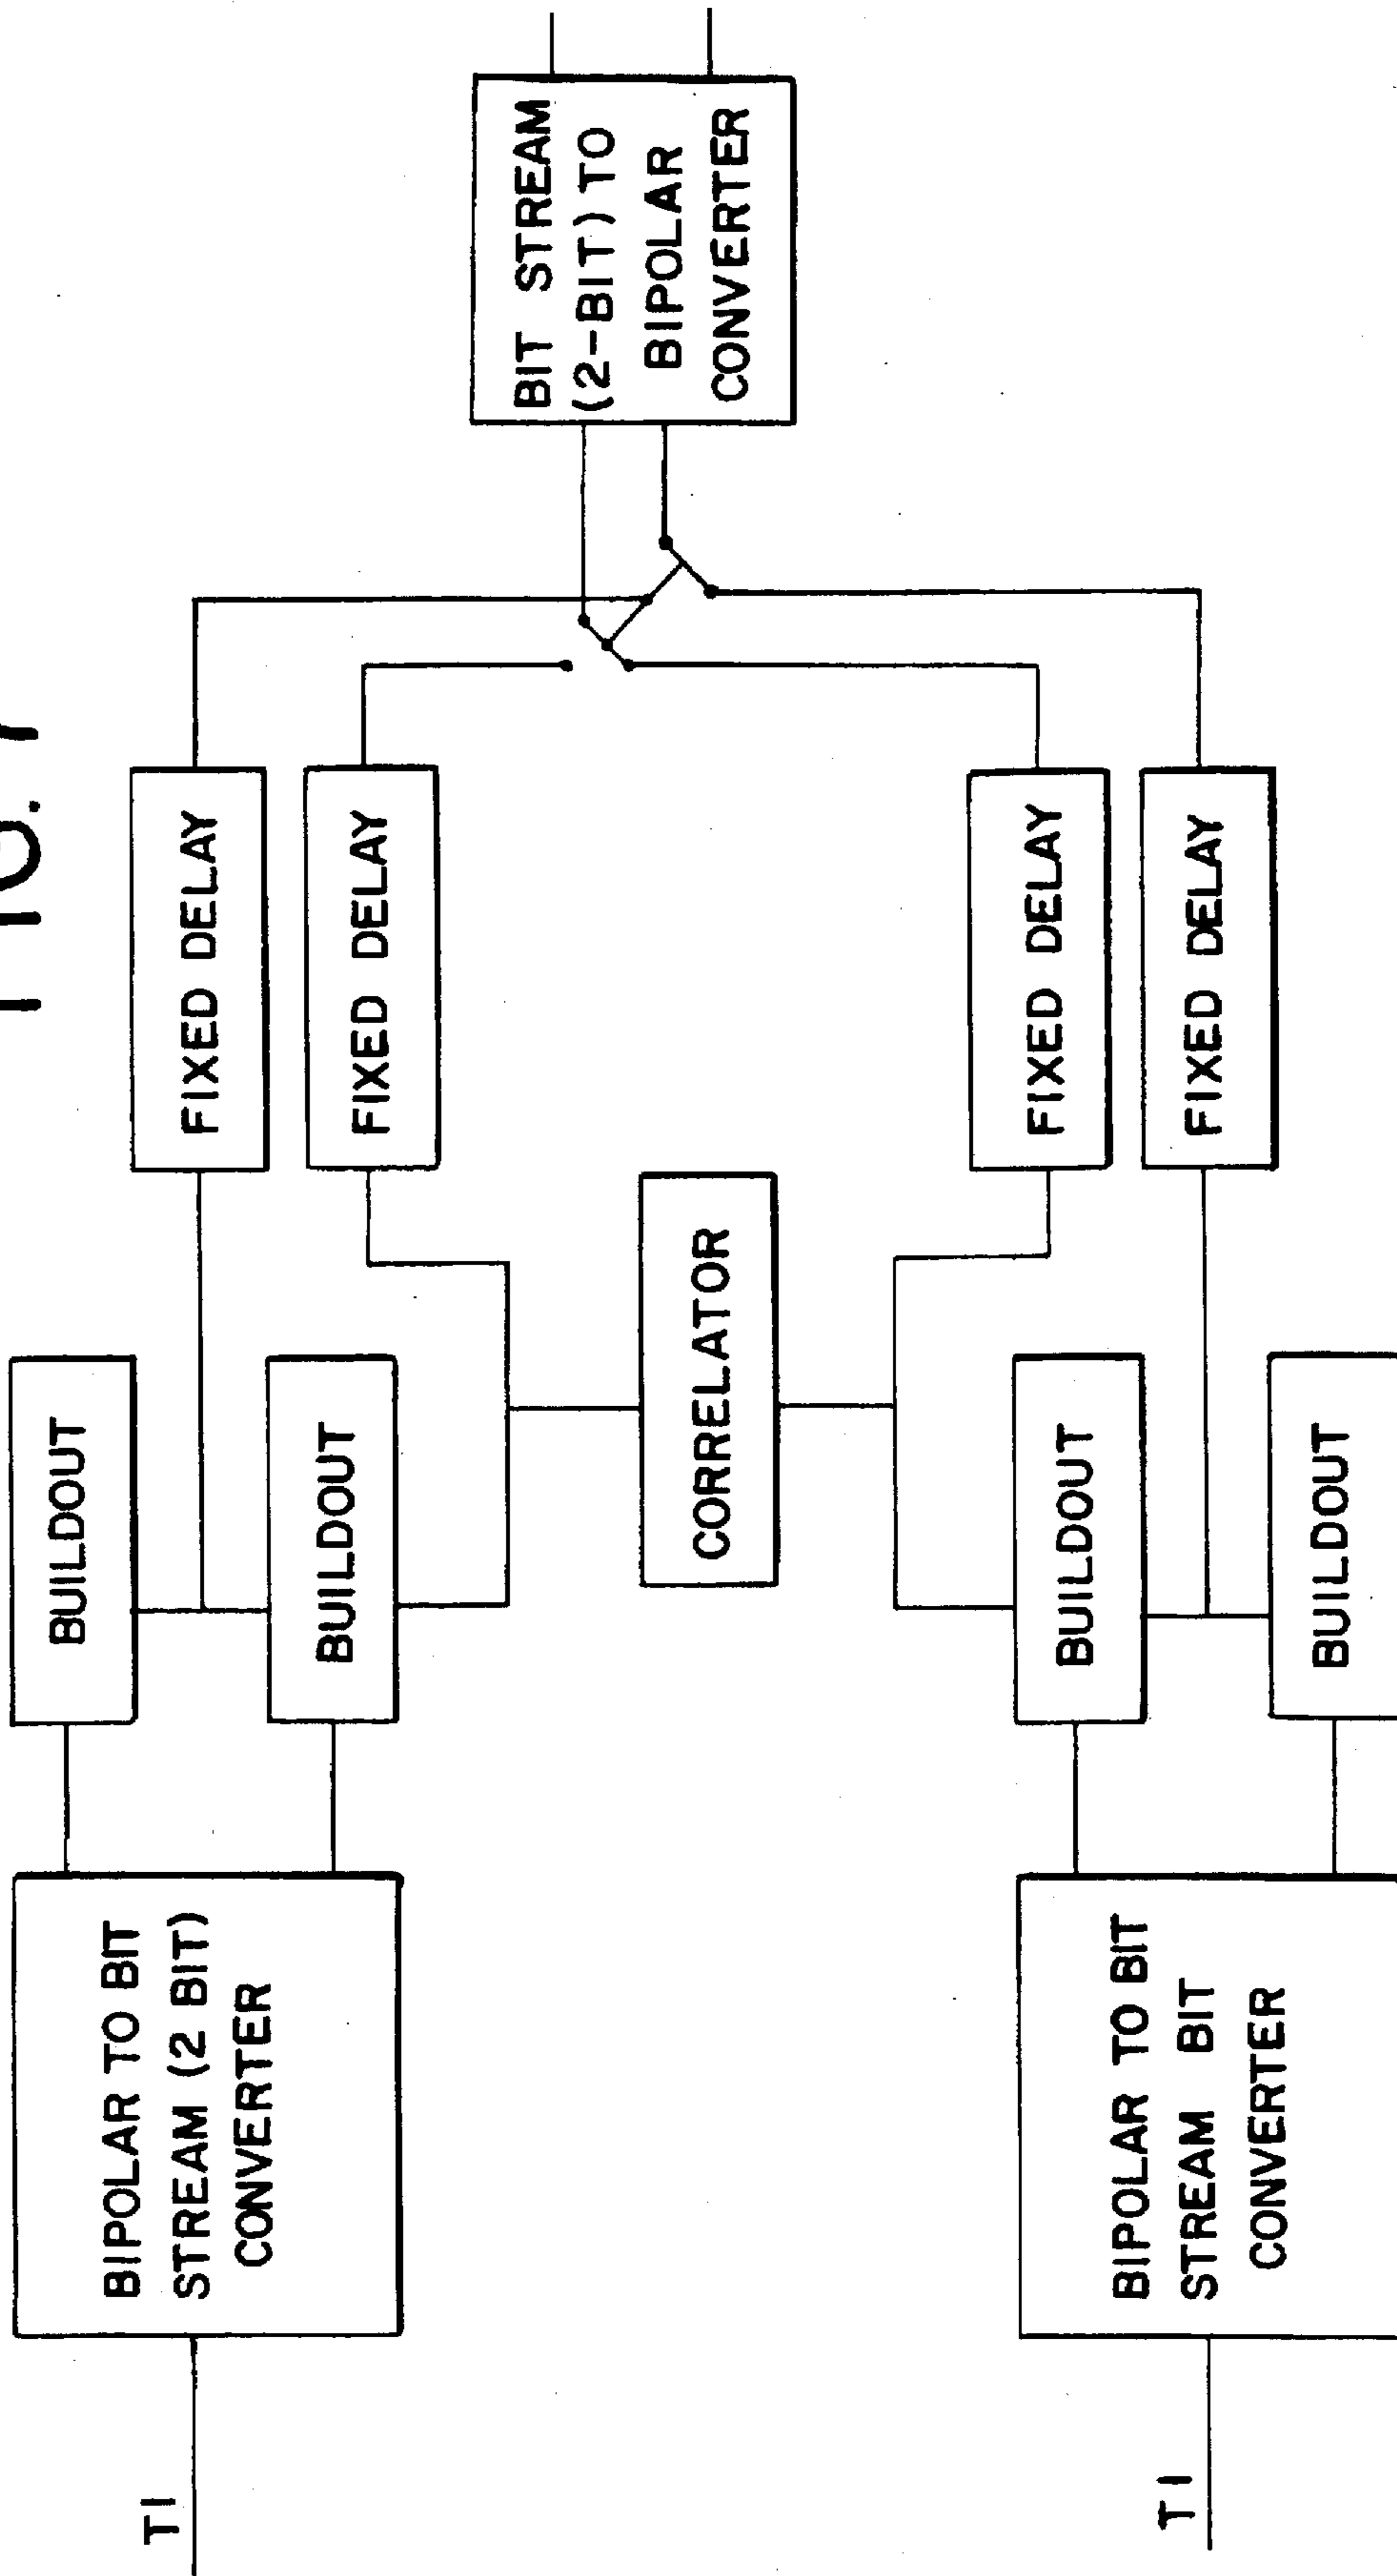 FIG. 7
T1
BIPOLAR TO BIT
STREAM (2 BIT)
CONVERTER
BUILDOUT
BUILDOUT
FIXED DELAY
FIXED DELAY
CORRELATOR
BIT STREAM
(2-BIT) TO
BIPOLAR
CONVERTER
T1
BIPOLAR TO BIT
STREAM BIT
CONVERTER
BUILDOUT
BUILDOUT
FIXED DELAY
FIXED DELAY